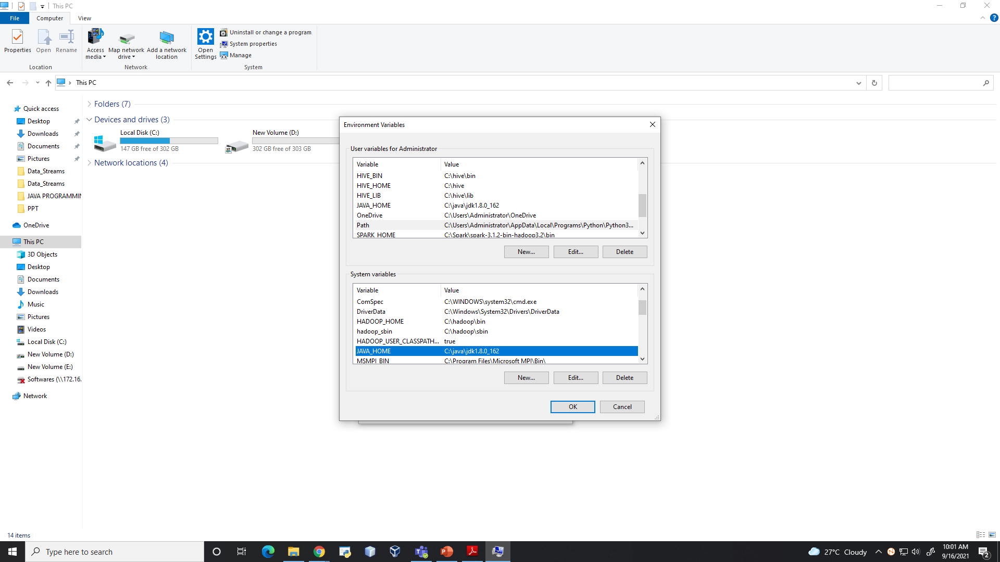 This PC
File
Computer
View
Properties
Open
Rename
Access
media
Map network
drive
Add a network
location
Open
Settings
Uninstall or change a program
System properties
Manage
Location
Network
System
This PC
Quick access
Desktop
Downloads
Documents
Pictures
Data_Streams
Data_Streams
JAVA PROGRAMMIN
PPT
OneDrive
This PC
3D Objects
Desktop
Documents
Downloads
Music
Pictures
Videos
Local Disk (C:)
New Volume (D:)
New Volume (E:)
Softwares (\\172.16.
Network
Folders (7)
Devices and drives (3)
Local Disk (C:)
147 GB free of 302 GB
New Volume (D:)
302 GB free of 303 GB
Network locations (4)
Environment Variables
User variables for Administrator
Variable Value
HIVE_BIN C:\hive\bin
HIVE_HOME C:\hive
HIVE_LIB C:\hive\lib
JAVA_HOME C:\java\jdk1.8.0_162
OneDrive C:\Users\Administrator\OneDrive
Path C:\Users\Administrator\AppData\Local\Programs\Python\Python3...
SPARK_HOME C:\Spark\spark-3.1.2-bin-hadoop3.2\bin
New... Edit... Delete
System variables
Variable Value
ComSpec C:\WINDOWS\system32\cmd.exe
DriverData C:\Windows\System32\Drivers\DriverData
HADOOP_HOME C:\hadoop\bin
hadoop_sbin C:\hadoop\sbin
HADOOP_USER_CLASSPATH... true
JAVA_HOME C:\java\jdk1.8.0_162
MSMPI_BIN C:\Program Files\Microsoft MPI\Bin\
New... Edit... Delete
OK Cancel
14 items
Type here to search
27°C Cloudy
10:01 AM
9/16/2021
2